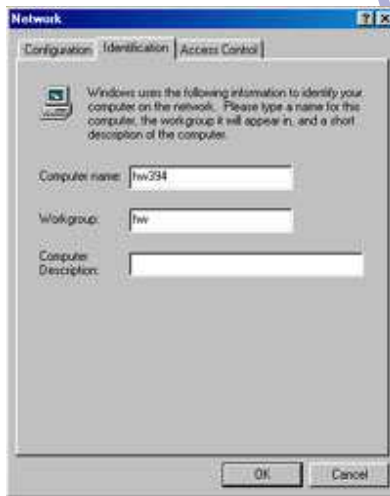 Network
Configuration Identification Access Control
Windows uses the following information to identify your
computer on the network. Please type a name for this
computer, the workgroup it will appear in, and a short
description of the computer.
Computer name: hw394
Workgroup: hw
Computer
Description:
OK Cancel